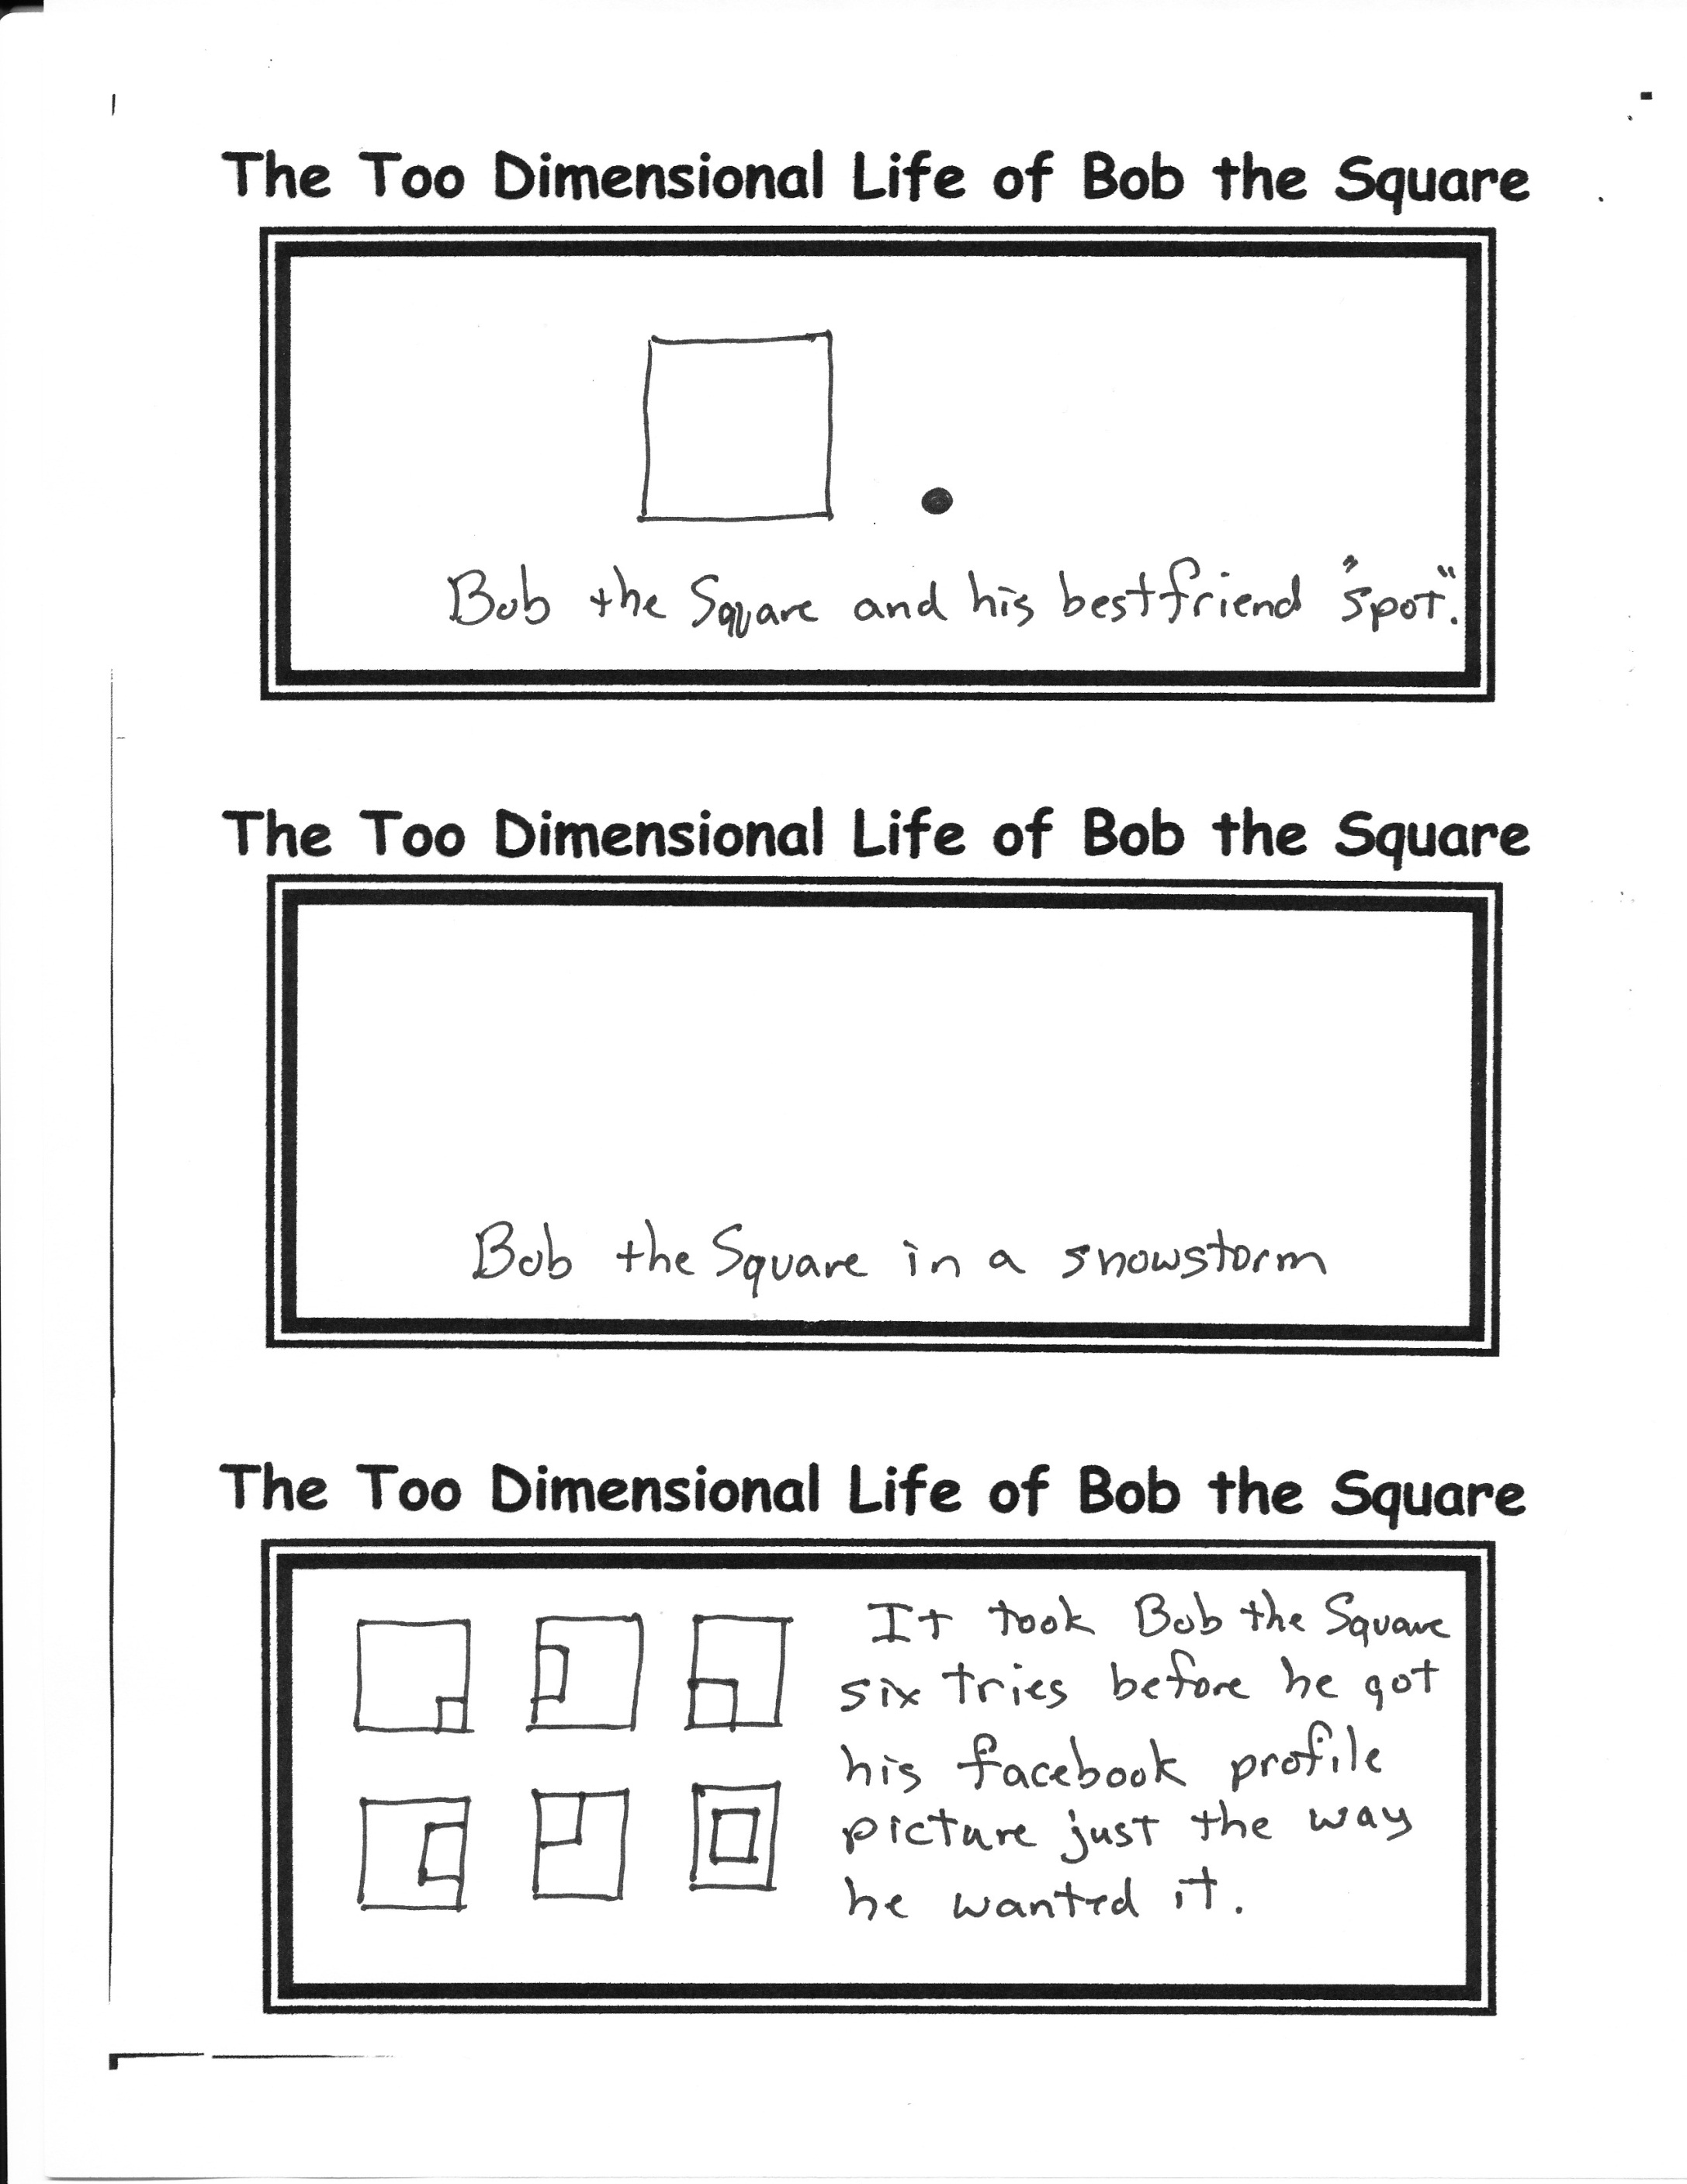 The Too Dimensional Life of Bob the Square
Bob the Square and his bestfriend "spot."
The Too Dimensional Life of Bob the Square
Bob the Square in a snowstorm
The Too Dimensional Life of Bob the Square
It took Bob the Square
six tries before he got
his facebook profile
picture just the way
he wanted it.